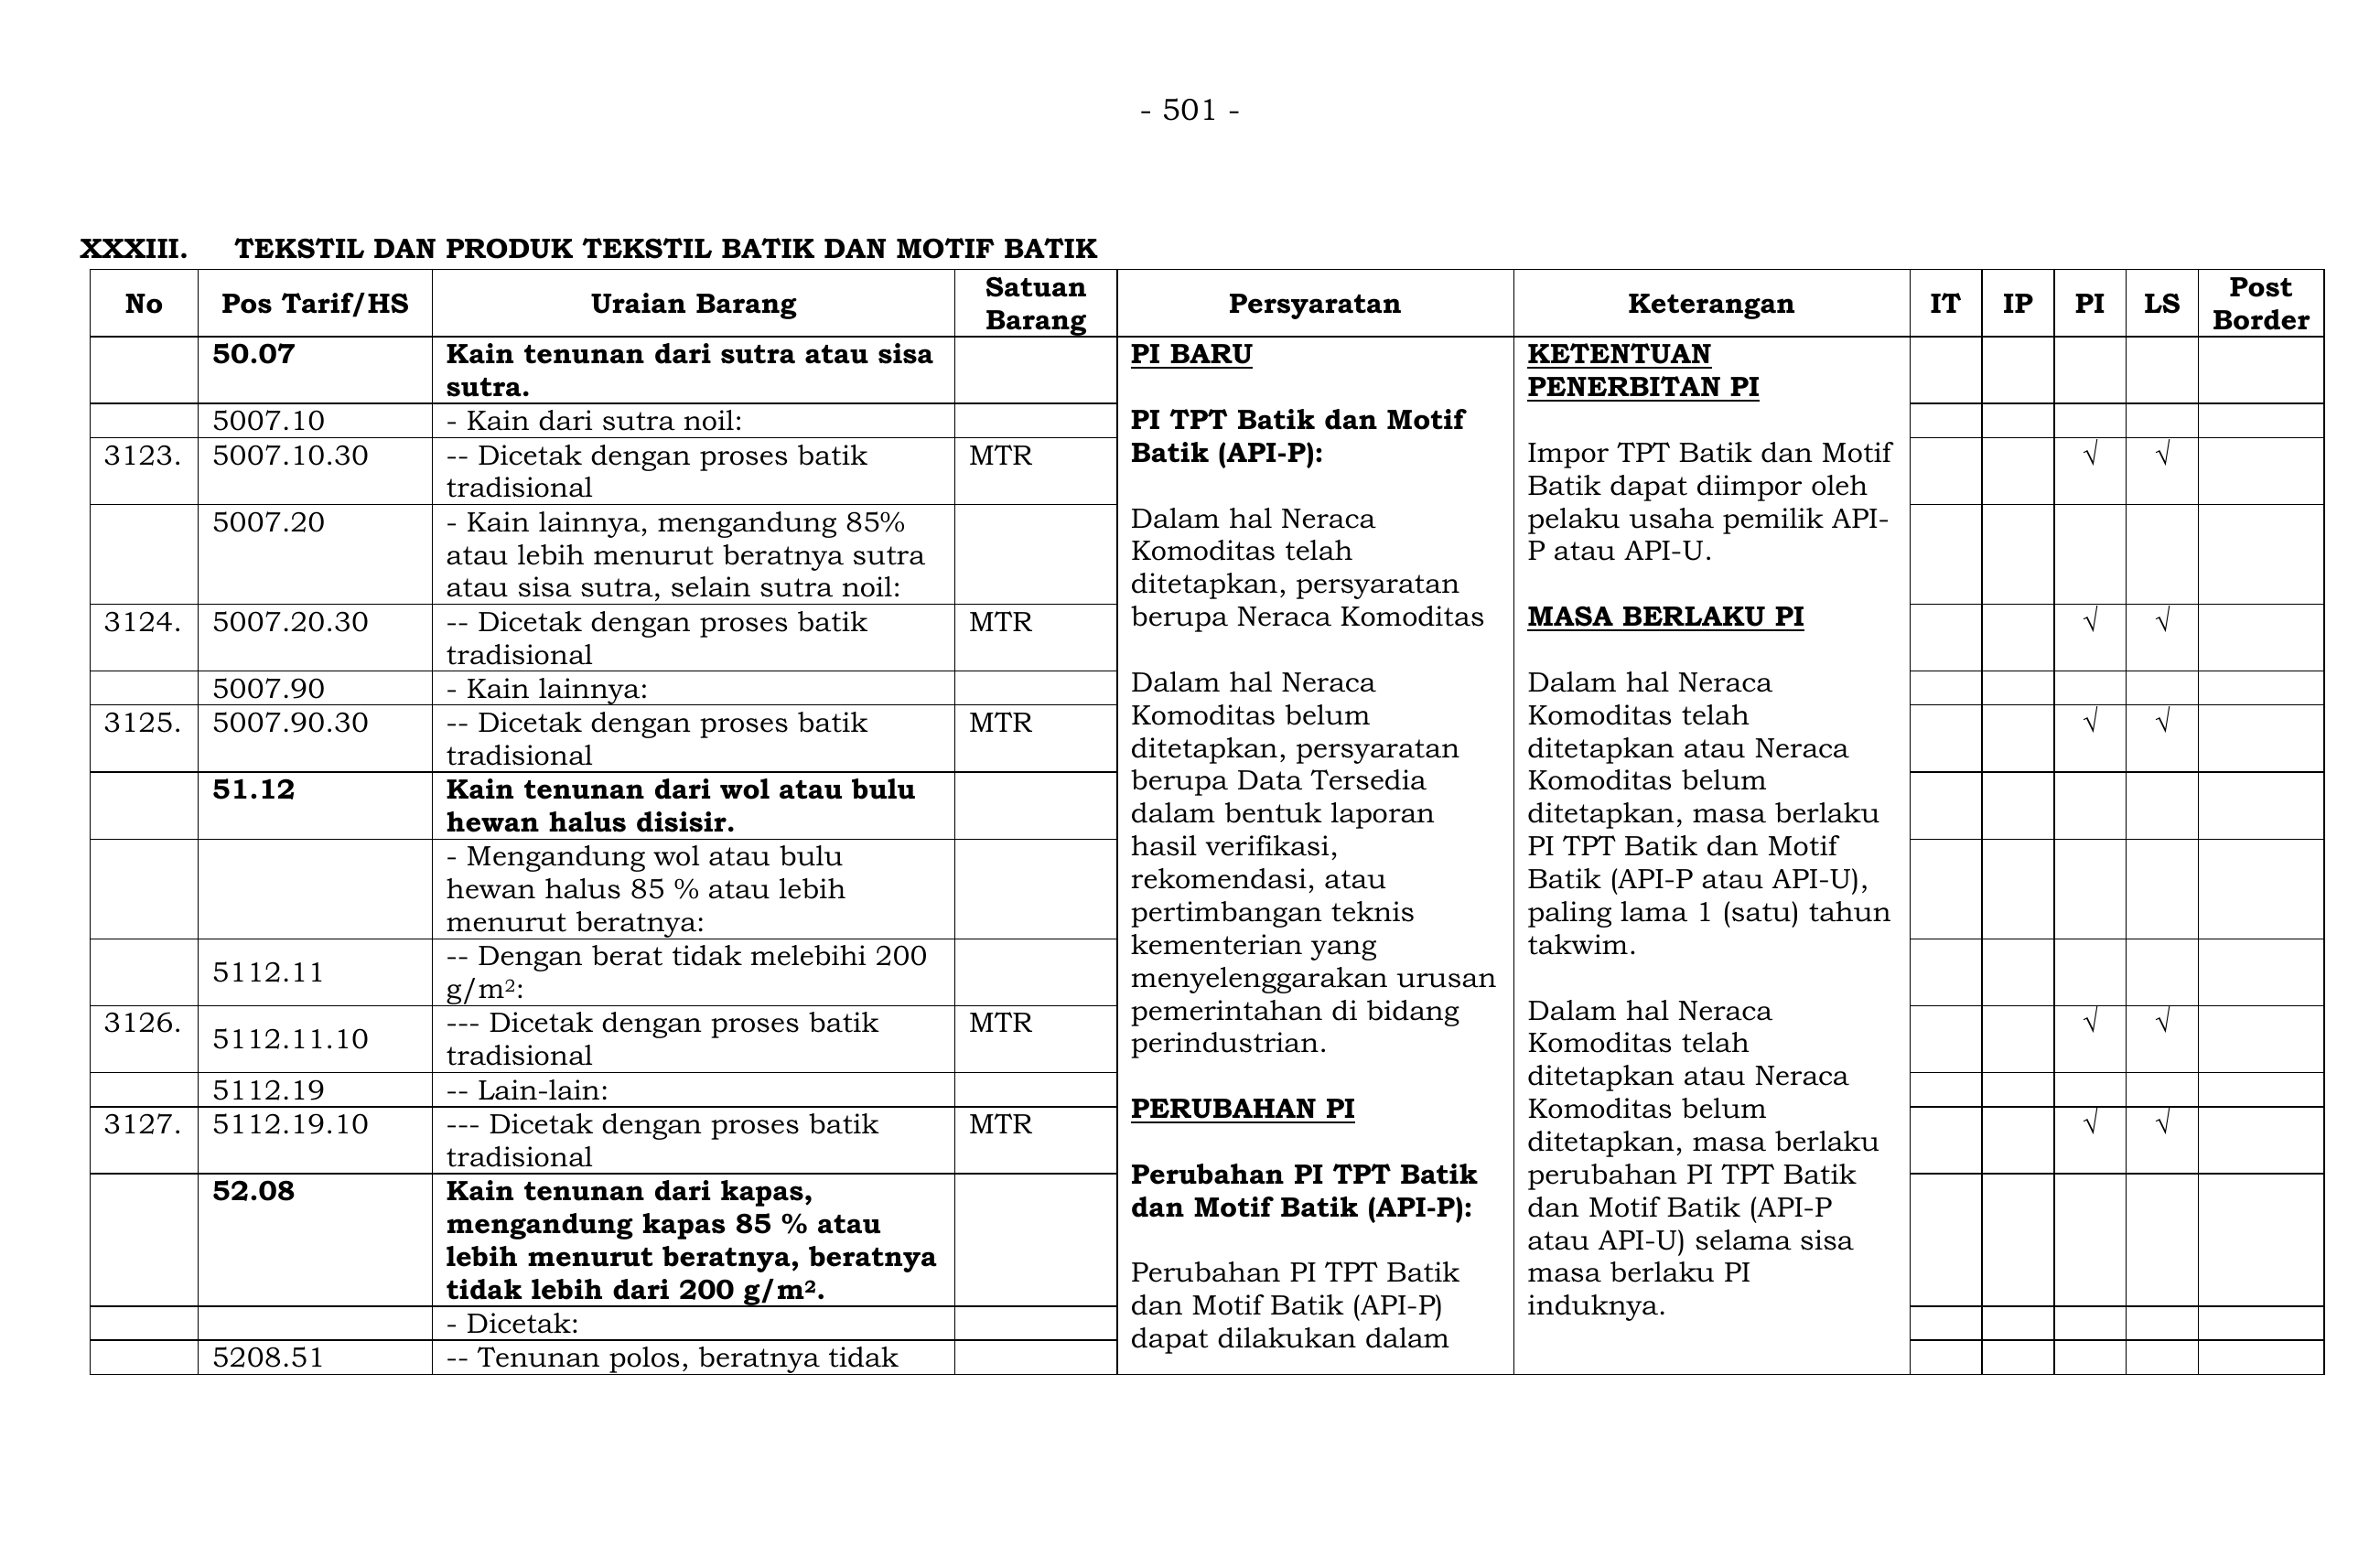 - 501 -
XXXIII. TEKSTIL DAN PRODUK TEKSTIL BATIK DAN MOTIF BATIK
No
Pos Tarif/HS
Uraian Barang
Satuan
Barang
Persyaratan
Keterangan
IT
IP
PI
LS
Post
Border
50.07
Kain tenunan dari sutra atau sisa
sutra.
5007.10
- Kain dari sutra noil:
3123.
5007.10.30
-- Dicetak dengan proses batik
tradisional
MTR
√
√
5007.20
- Kain lainnya, mengandung 85%
atau lebih menurut beratnya sutra
atau sisa sutra, selain sutra noil:
3124.
5007.20.30
-- Dicetak dengan proses batik
tradisional
MTR
√
√
5007.90
- Kain lainnya:
3125.
5007.90.30
-- Dicetak dengan proses batik
tradisional
MTR
√
√
51.12
Kain tenunan dari wol atau bulu
hewan halus disisir.
- Mengandung wol atau bulu
hewan halus 85 % atau lebih
menurut beratnya:
5112.11
-- Dengan berat tidak melebihi 200
g/m²:
3126.
5112.11.10
--- Dicetak dengan proses batik
tradisional
MTR
√
√
5112.19
-- Lain-lain:
3127.
5112.19.10
--- Dicetak dengan proses batik
tradisional
MTR
√
√
52.08
Kain tenunan dari kapas,
mengandung kapas 85 % atau
lebih menurut beratnya, beratnya
tidak lebih dari 200 g/m².
- Dicetak:
5208.51
-- Tenunan polos, beratnya tidak
PI BARU
PI TPT Batik dan Motif
Batik (API-P):
Dalam hal Neraca
Komoditas telah
ditetapkan, persyaratan
berupa Neraca Komoditas
Dalam hal Neraca
Komoditas belum
ditetapkan, persyaratan
berupa Data Tersedia
dalam bentuk laporan
hasil verifikasi,
rekomendasi, atau
pertimbangan teknis
kementerian yang
menyelenggarakan urusan
pemerintahan di bidang
perindustrian.
PERUBAHAN PI
Perubahan PI TPT Batik
dan Motif Batik (API-P):
Perubahan PI TPT Batik
dan Motif Batik (API-P)
dapat dilakukan dalam
KETENTUAN
PENERBITAN PI
Impor TPT Batik dan Motif
Batik dapat diimpor oleh
pelaku usaha pemilik API-
P atau API-U.
MASA BERLAKU PI
Dalam hal Neraca
Komoditas telah
ditetapkan atau Neraca
Komoditas belum
ditetapkan, masa berlaku
PI TPT Batik dan Motif
Batik (API-P atau API-U),
paling lama 1 (satu) tahun
takwim.
Dalam hal Neraca
Komoditas telah
ditetapkan atau Neraca
Komoditas belum
ditetapkan, masa berlaku
perubahan PI TPT Batik
dan Motif Batik (API-P
atau API-U) selama sisa
masa berlaku PI
induknya.